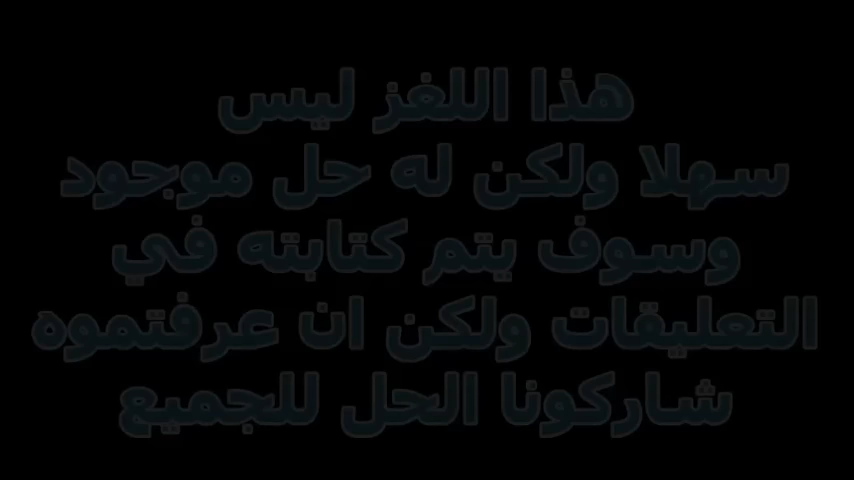 هذا اللغز ليس
سهلا ولكن له حل موجود
وسوف يتم كتابته في
التعليقات ولكن ان عرفتموه
شاركونا الحل للجميع